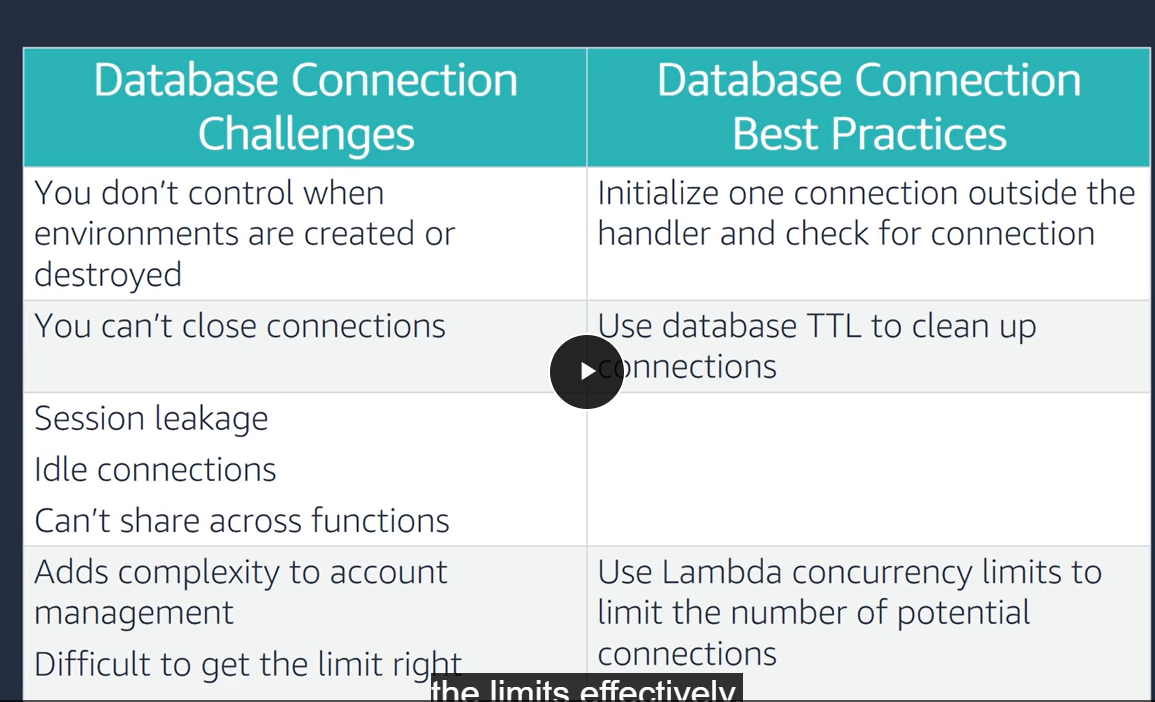 Database Connection
Challenges
Database Connection
Best Practices
You don't control when
environments are created or
destroyed
Initialize one connection outside the
handler and check for connection
You can't close connections
Use database TTL to clean up
connections
Session leakage
Idle connections
Can't share across functions
Adds complexity to account
management
Difficult to get the limit right
Use Lambda concurrency limits to
limit the number of potential
connections
the limits effectively.